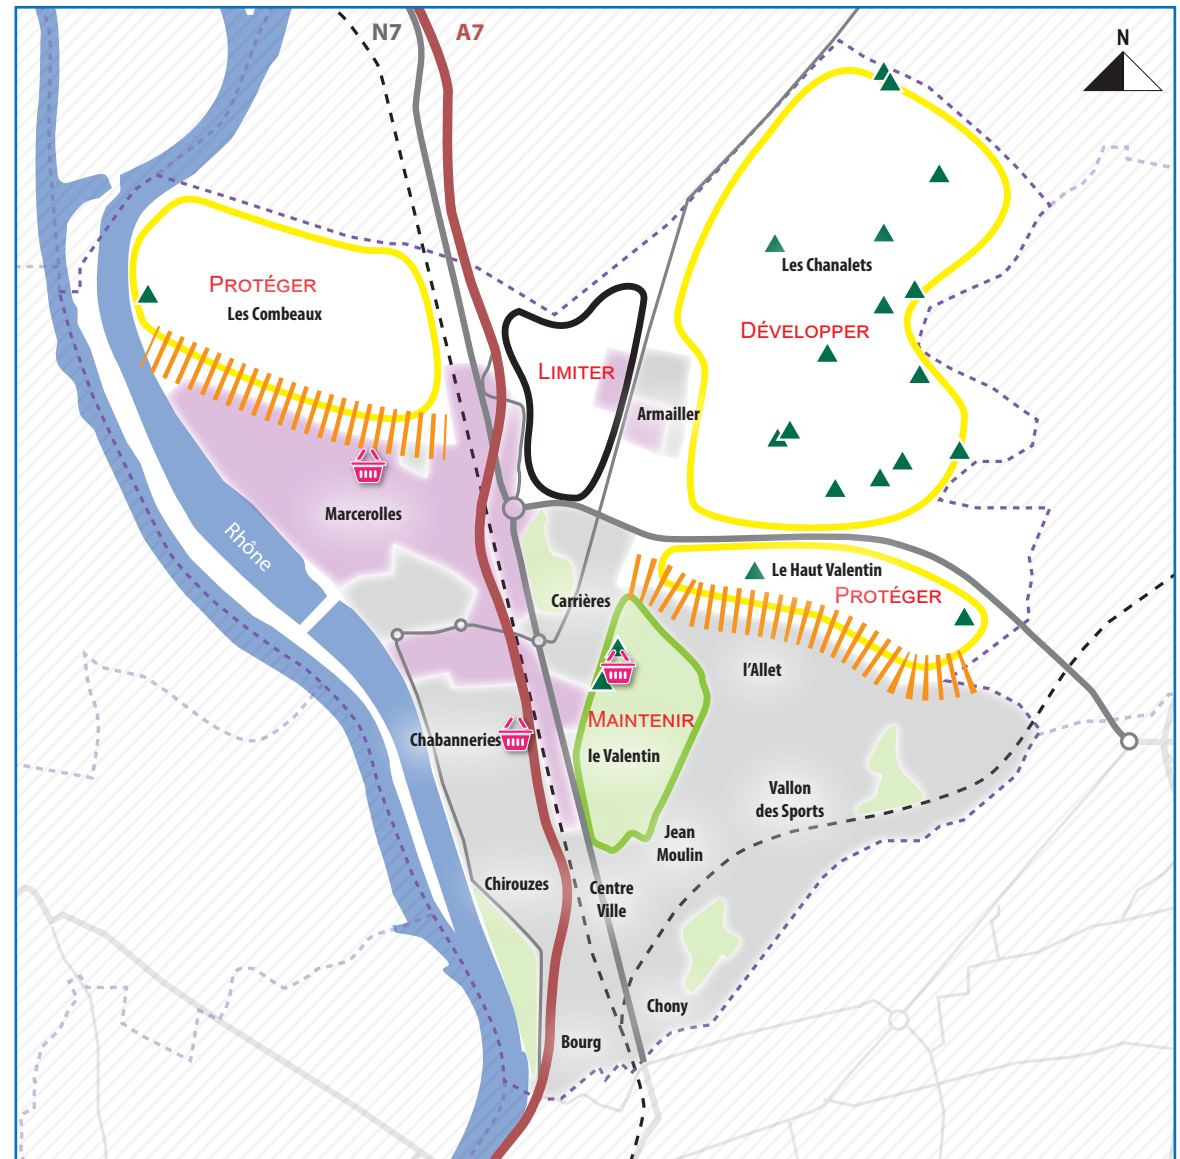 N7
A7
N
PROTÉGER
Les Combeaux
Les Chanalets
DÉVELOPPER
LIMITER
Armailler
Marcerolles
Rhône
Le Haut Valentin
PROTÉGER
Carrières
l'Allet
MAINTENIR
le Valentin
Chabanneries
Vallon
des Sports
Jean
Moulin
Chirouzes
Centre
Ville
Chony
Bourg